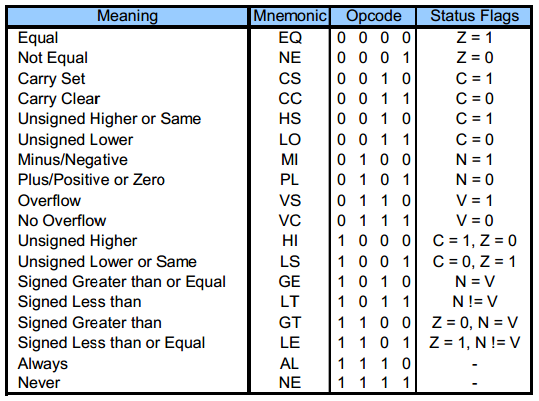 Meaning Mnemonic Opcode Status Flags
Equal EQ 0 0 0 0 Z = 1
Not Equal NE 0 0 0 1 Z = 0
Carry Set CS 0 0 1 0 C = 1
Carry Clear CC 0 0 1 1 C = 0
Unsigned Higher or Same HS 0 0 1 0 C = 1
Unsigned Lower LO 0 0 1 1 C = 0
Minus/Negative MI 0 1 0 0 N = 1
Plus/Positive or Zero PL 0 1 0 1 N = 0
Overflow VS 0 1 1 0 V = 1
No Overflow VC 0 1 1 1 V = 0
Unsigned Higher HI 1 0 0 0 C = 1, Z = 0
Unsigned Lower or Same LS 1 0 0 1 C = 0, Z = 1
Signed Greater than or Equal GE 1 0 1 0 N = V
Signed Less than LT 1 0 1 1 N != V
Signed Greater than GT 1 1 0 0 Z = 0, N = V
Signed Less than or Equal LE 1 1 0 1 Z = 1, N != V
Always AL 1 1 1 0 -
Never NE 1 1 1 1 -